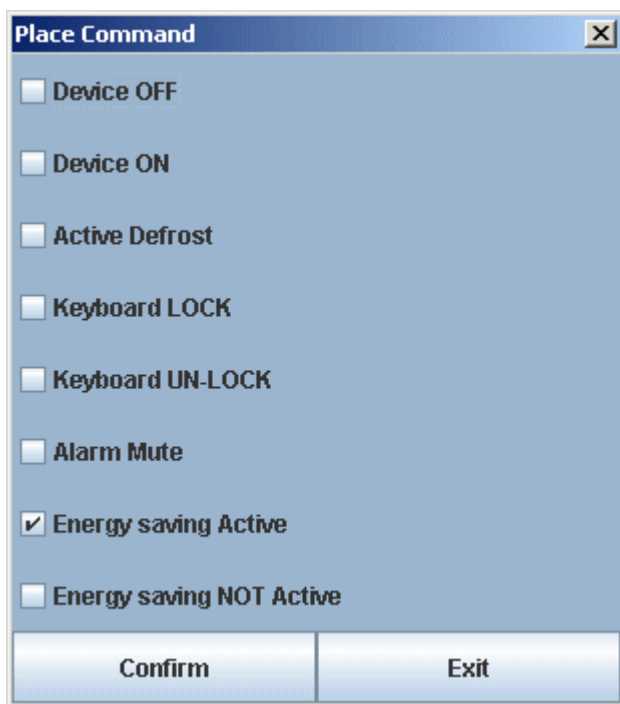 Place Command
Device OFF
Device ON
Active Defrost
Keyboard LOCK
Keyboard UN-LOCK
Alarm Mute
Energy saving Active
Energy saving NOT Active
Confirm Exit